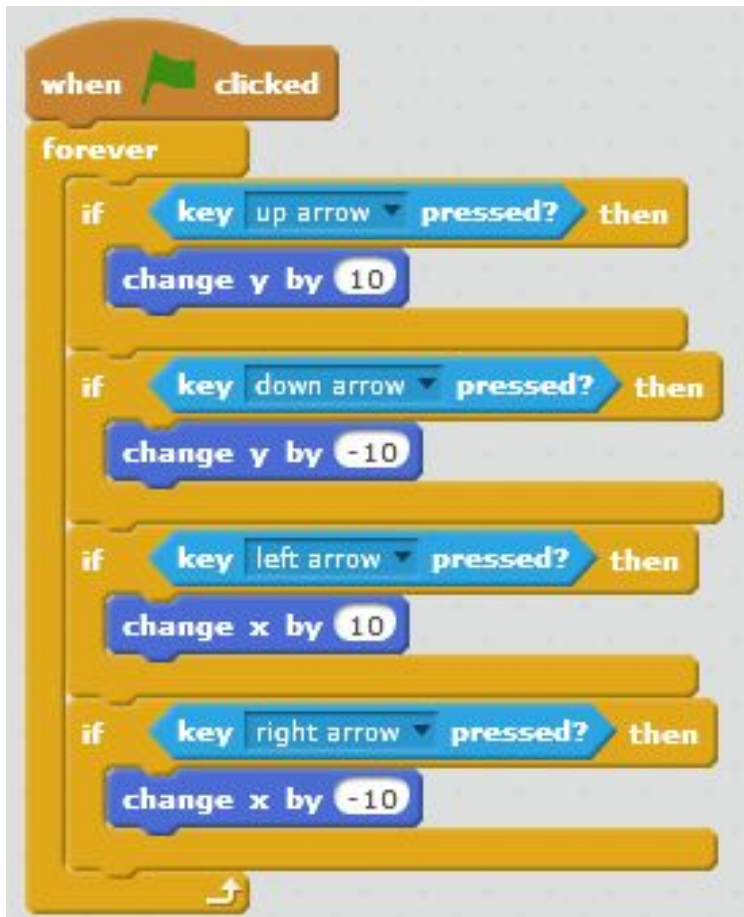 when clicked
forever
if key up arrow pressed? then
change y by 10
if key down arrow pressed? then
change y by -10
if key left arrow pressed? then
change x by 10
if key right arrow pressed? then
change x by -10